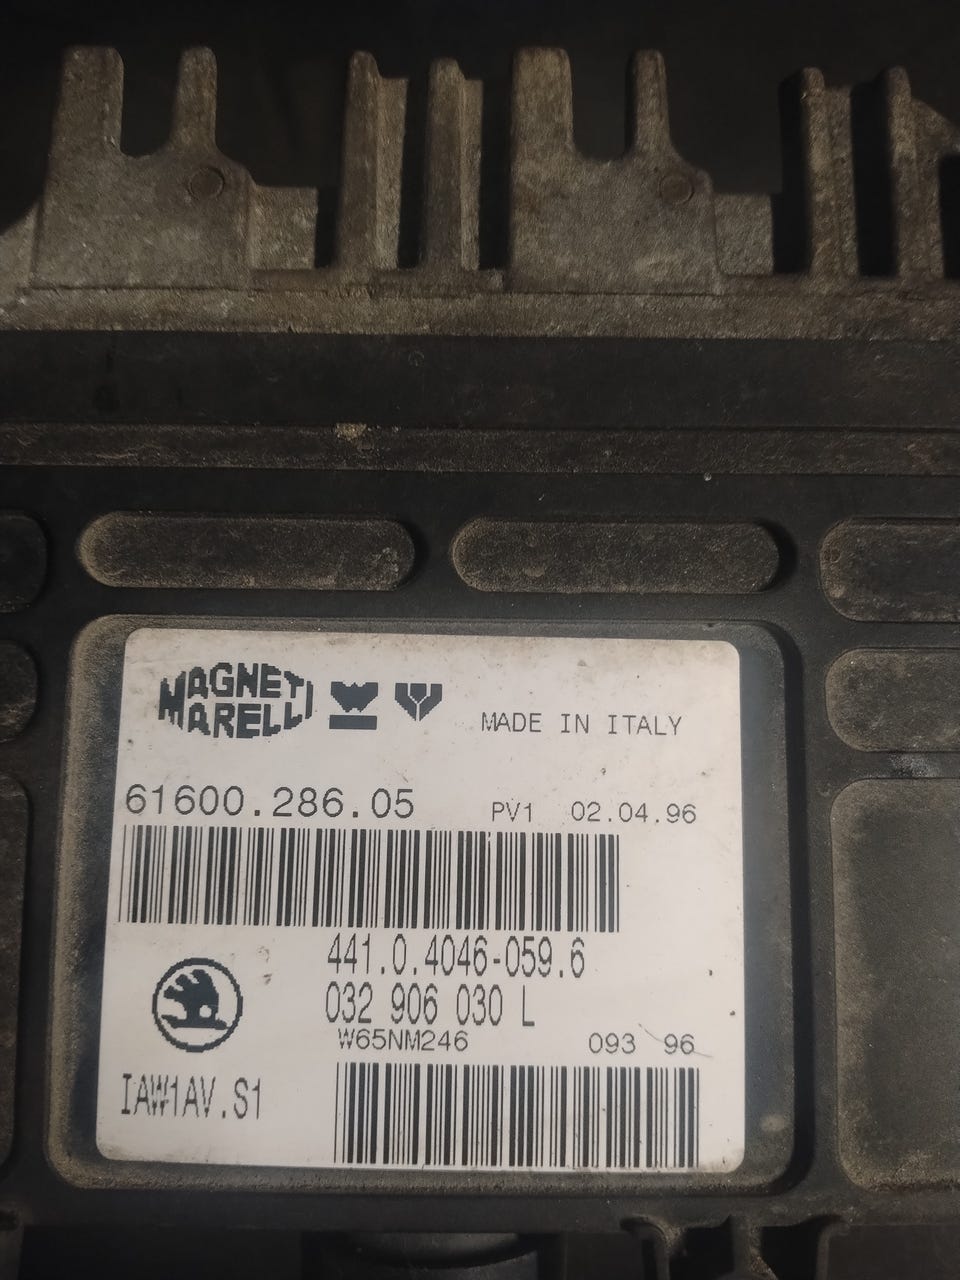 MAGNETI
MARELLI
MADE IN ITALY
61600.286.05 PV1 02.04.96
441.0.4046-059.6
032 906 030 L
W65NM246 093 96
IAW1AV.S1